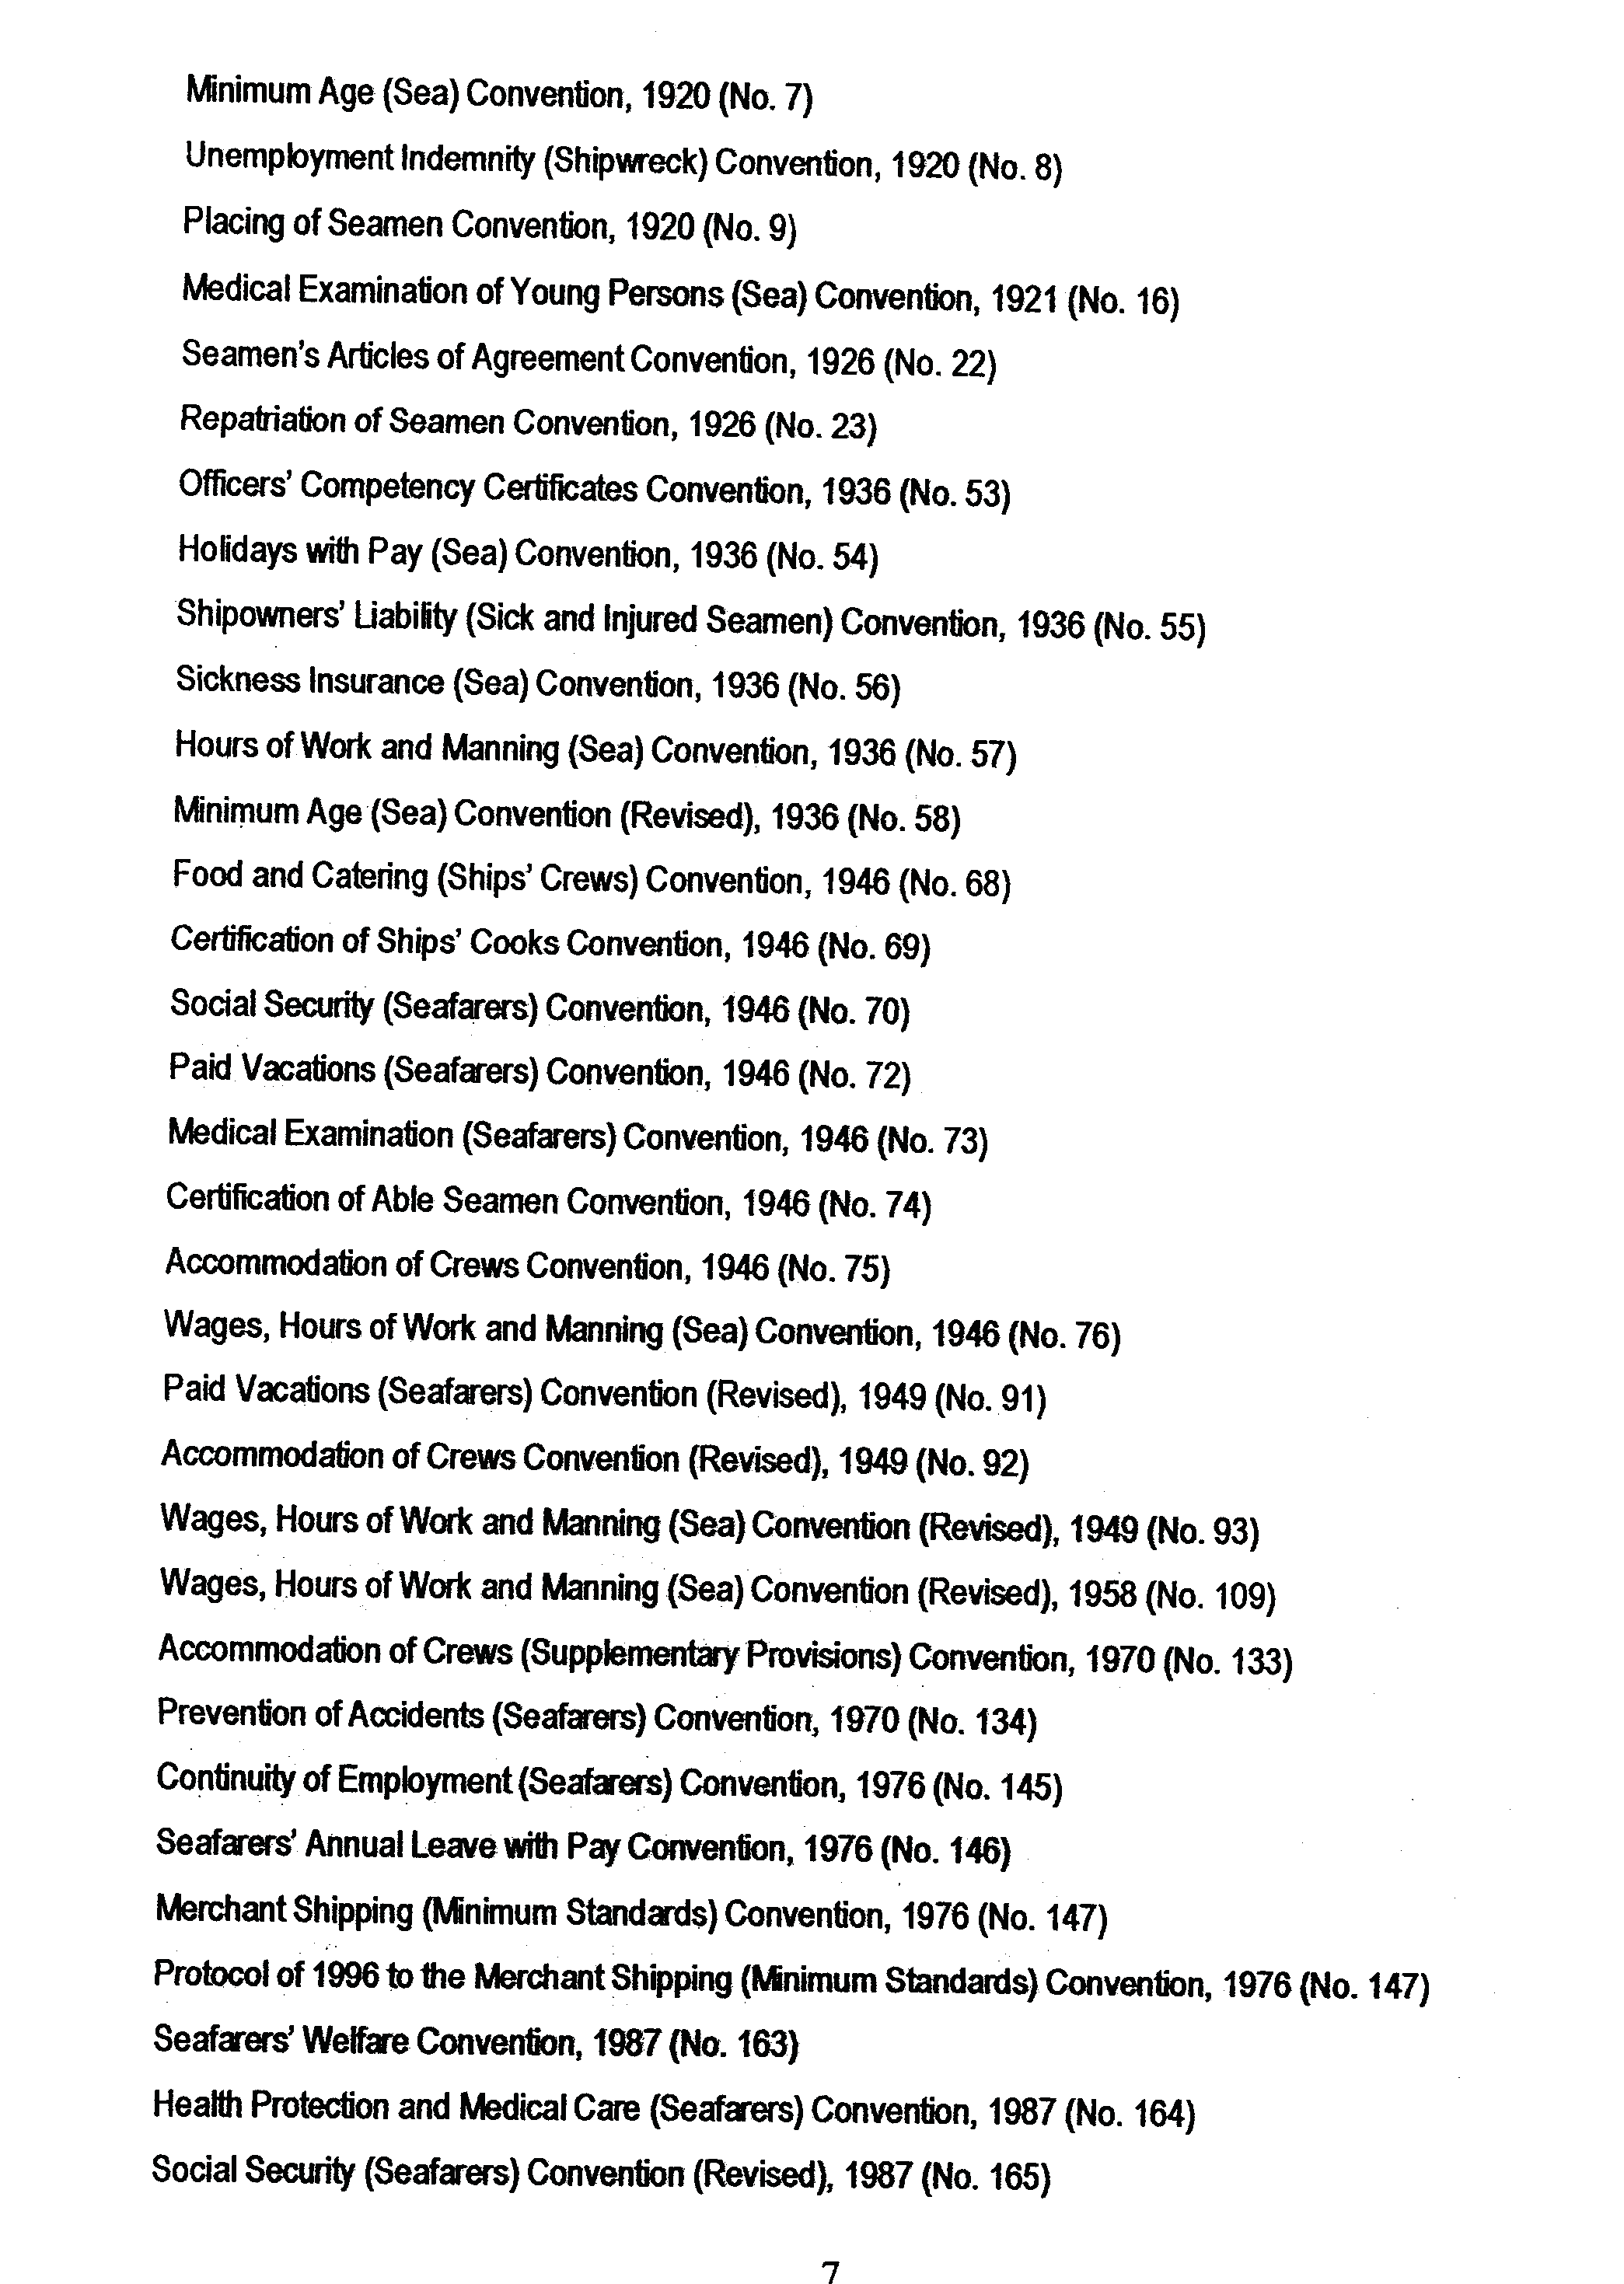 Minimum Age (Sea) Convention, 1920 (No. 7)
Unemployment Indemnity (Shipwreck) Convention, 1920 (No. 8)
Placing of Seamen Convention, 1920 (No. 9)
Medical Examination of Young Persons (Sea) Convention, 1921 (No. 16)
Seamen's Articles of Agreement Convention, 1926 (No. 22)
Repatriation of Seamen Convention, 1926 (No. 23)
Officers' Competency Certificates Convention, 1936 (No. 53)
Holidays with Pay (Sea) Convention, 1936 (No. 54)
Shipowners' Liability (Sick and Injured Seamen) Convention, 1936 (No. 55)
Sickness Insurance (Sea) Convention, 1936 (No. 56)
Hours of Work and Manning (Sea) Convention, 1936 (No. 57)
Minimum Age (Sea) Convention (Revised), 1936 (No. 58)
Food and Catering (Ships' Crews) Convention, 1946 (No. 68)
Certification of Ships' Cooks Convention, 1946 (No. 69)
Social Security (Seafarers) Convention, 1946 (No. 70)
Paid Vacations (Seafarers) Convention, 1946 (No. 72)
Medical Examination (Seafarers) Convention, 1946 (No. 73)
Certification of Able Seamen Convention, 1946 (No. 74)
Accommodation of Crews Convention, 1946 (No. 75)
Wages, Hours of Work and Manning (Sea) Convention, 1946 (No. 76)
Paid Vacations (Seafarers) Convention (Revised), 1949 (No. 91)
Accommodation of Crews Convention (Revised), 1949 (No. 92)
Wages, Hours of Work and Manning (Sea) Convention (Revised), 1949 (No. 93)
Wages, Hours of Work and Manning (Sea) Convention (Revised), 1958 (No. 109)
Accommodation of Crews (Supplementary Provisions) Convention, 1970 (No. 133)
Prevention of Accidents (Seafarers) Convention, 1970 (No. 134)
Continuity of Employment (Seafarers) Convention, 1976 (No. 145)
Seafarers' Annual Leave with Pay Convention, 1976 (No. 146)
Merchant Shipping (Minimum Standards) Convention, 1976 (No. 147)
Protocol of 1996 to the Merchant Shipping (Minimum Standards) Convention, 1976 (No. 147)
Seafarers' Welfare Convention, 1987 (No. 163)
Health Protection and Medical Care (Seafarers) Convention, 1987 (No. 164)
Social Security (Seafarers) Convention (Revised), 1987 (No. 165)
7